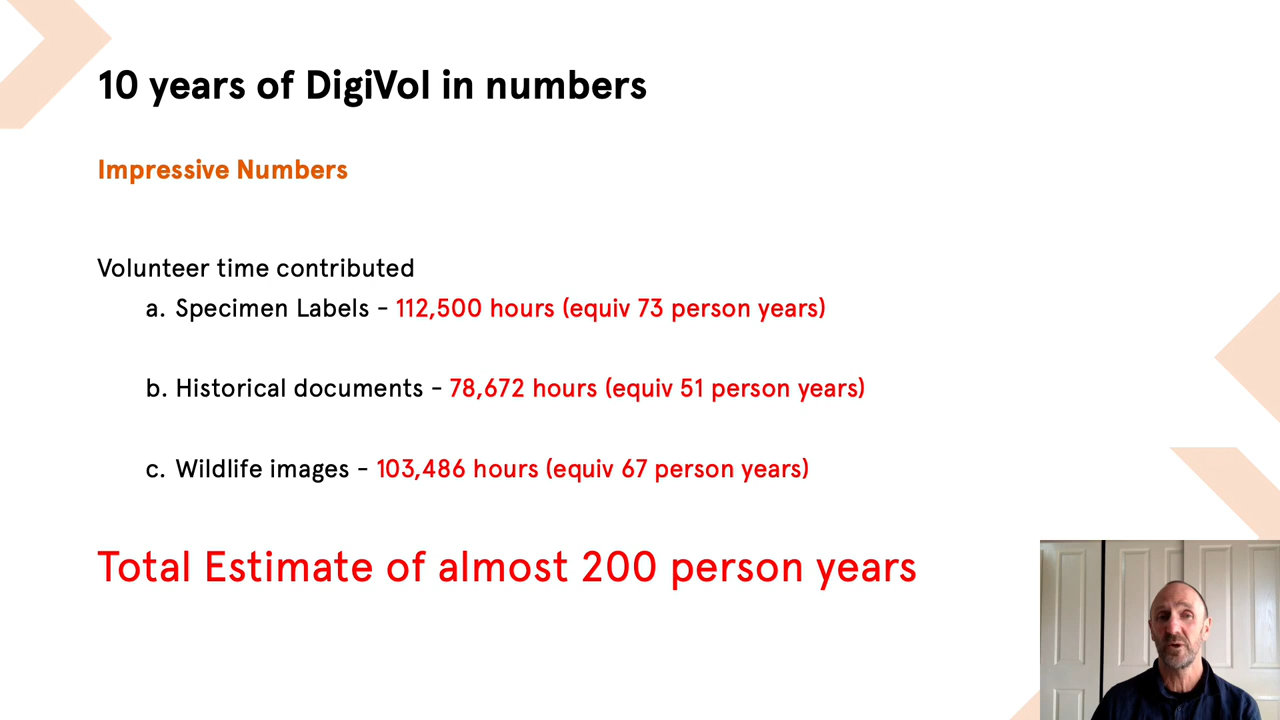 10 years of DigiVol in numbers
Impressive Numbers
Volunteer time contributed
a. Specimen Labels - 112,500 hours (equiv 73 person years)
b. Historical documents - 78,672 hours (equiv 51 person years)
c. Wildlife images - 103,486 hours (equiv 67 person years)
Total Estimate of almost 200 person years